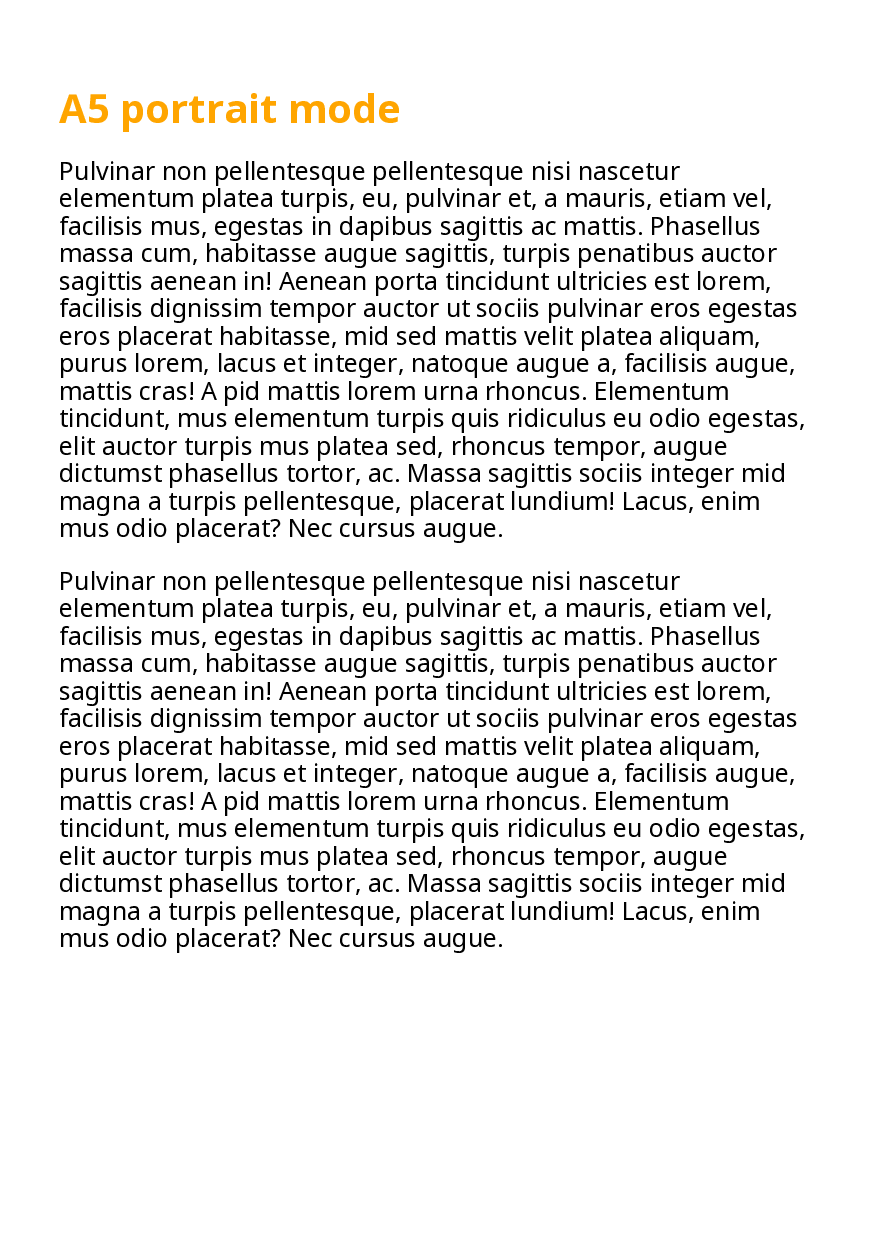 A5 portrait mode
Pulvinar non pellentesque pellentesque nisi nascetur
elementum platea turpis, eu, pulvinar et, a mauris, etiam vel,
facilisis mus, egestas in dapibus sagittis ac mattis. Phasellus
massa cum, habitasse augue sagittis, turpis penatibus auctor
sagittis aenean in! Aenean porta tincidunt ultricies est lorem,
facilisis dignissim tempor auctor ut sociis pulvinar eros egestas
eros placerat habitasse, mid sed mattis velit platea aliquam,
purus lorem, lacus et integer, natoque augue a, facilisis augue,
mattis cras! A pid mattis lorem urna rhoncus. Elementum
tincidunt, mus elementum turpis quis ridiculus eu odio egestas,
elit auctor turpis mus platea sed, rhoncus tempor, augue
dictumst phasellus tortor, ac. Massa sagittis sociis integer mid
magna a turpis pellentesque, placerat lundium! Lacus, enim
mus odio placerat? Nec cursus augue.
Pulvinar non pellentesque pellentesque nisi nascetur
elementum platea turpis, eu, pulvinar et, a mauris, etiam vel,
facilisis mus, egestas in dapibus sagittis ac mattis. Phasellus
massa cum, habitasse augue sagittis, turpis penatibus auctor
sagittis aenean in! Aenean porta tincidunt ultricies est lorem,
facilisis dignissim tempor auctor ut sociis pulvinar eros egestas
eros placerat habitasse, mid sed mattis velit platea aliquam,
purus lorem, lacus et integer, natoque augue a, facilisis augue,
mattis cras! A pid mattis lorem urna rhoncus. Elementum
tincidunt, mus elementum turpis quis ridiculus eu odio egestas,
elit auctor turpis mus platea sed, rhoncus tempor, augue
dictumst phasellus tortor, ac. Massa sagittis sociis integer mid
magna a turpis pellentesque, placerat lundium! Lacus, enim
mus odio placerat? Nec cursus augue.